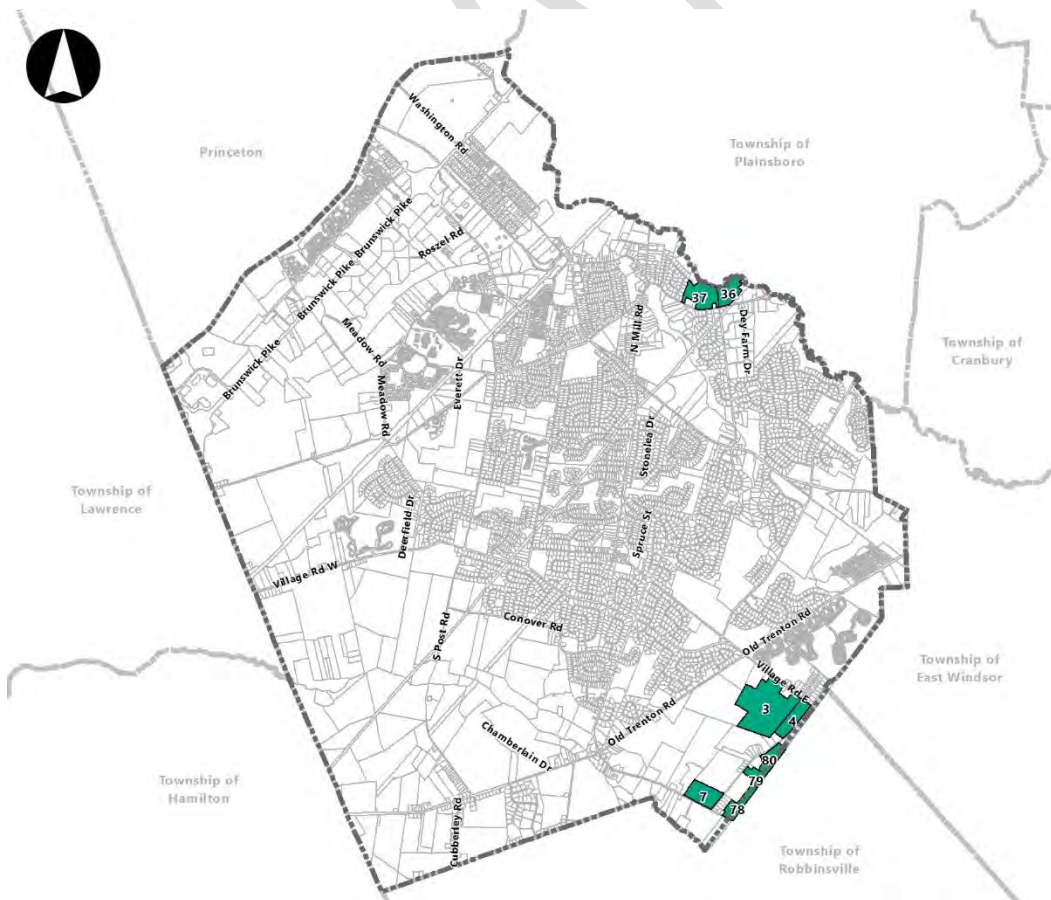 Washington Rd
Princeton
Township of
Plainsboro
Brunswick Pike
Roszel Rd
Brunswick Pike
37
36
N Mill Rd
Dey Farm Dr
Meadow Rd
Township of
Cranbury
Brunswick Pike
Everett Dr
Meadow Rd
Stonelea Dr
Township of
Lawrence
Deerfield Dr
Spruce St
Village Rd W
S Post Rd
Conover Rd
Old Trenton Rd
Township of
East Windsor
Village Rd E
3
4
Old Trenton Rd
Chamberlain Dr
80
79
Township of
Hamilton
7
78
Cubberley Rd
Township of
Robbinsville